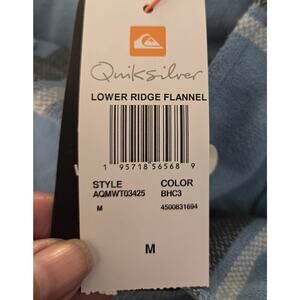 Quiksilver
LOWER RIDGE FLANNEL
1 95718 56568 9
STYLE COLOR
AQMWT03425 BHC3
M 4500831694
M